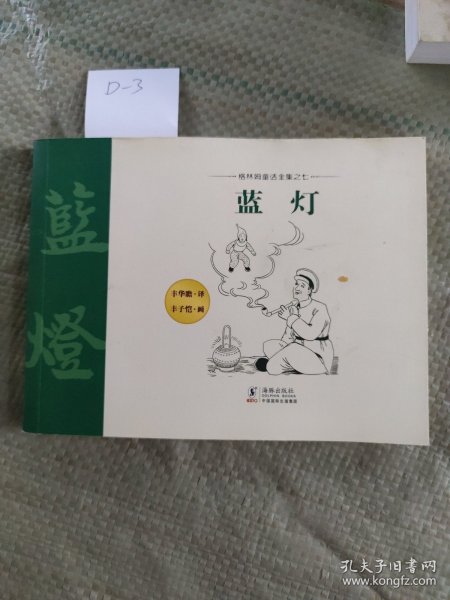 D-3
格林姆童话全集之七
蓝灯
藍燈
丰华瞻·译
丰子恺·画
海豚出版社
DOLPHIN BOOKS
中国国际出版集团
孔夫子旧书网
www.kongfz.com